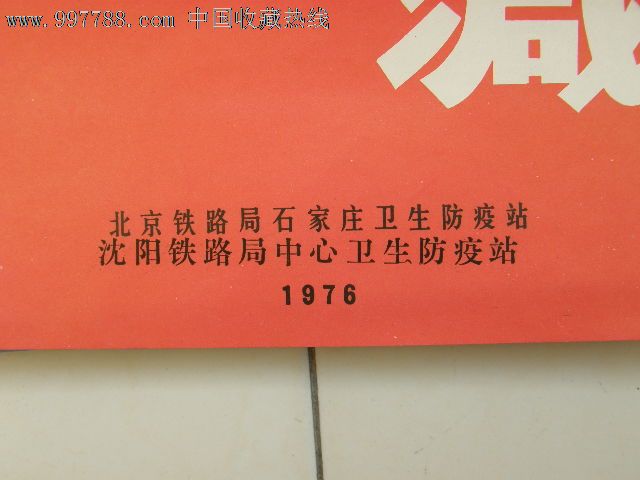 www.997788.com 中国收藏热线
北京铁路局石家庄卫生防疫站
沈阳铁路局中心卫生防疫站
1976